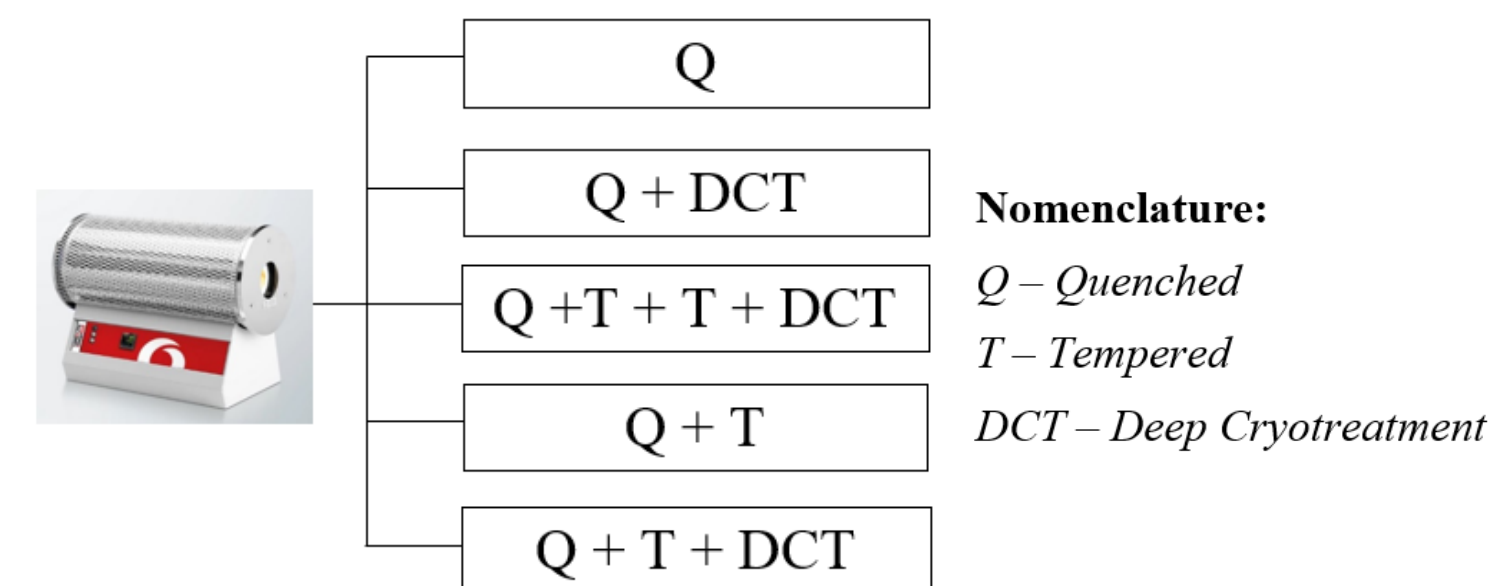 Q
Q + DCT
Q +T + T + DCT
Q + T
Q + T + DCT
Nomenclature:
Q – Quenched
T – Tempered
DCT – Deep Cryotreatment